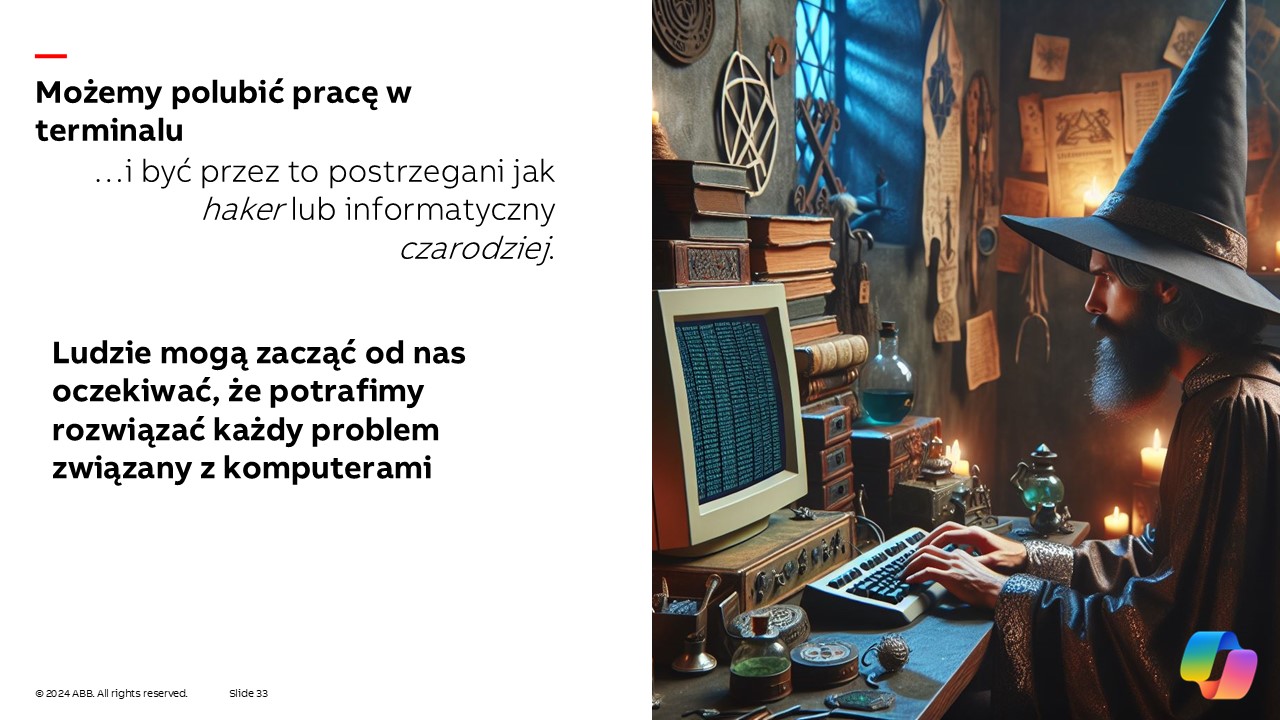 Możemy polubić pracę w
terminalu
…i być przez to postrzegani jak
haker lub informatyczny
czarodziej.
Ludzie mogą zacząć od nas
oczekiwać, że potrafimy
rozwiązać każdy problem
związany z komputerami
© 2024 ABB. All rights reserved.
Slide 33